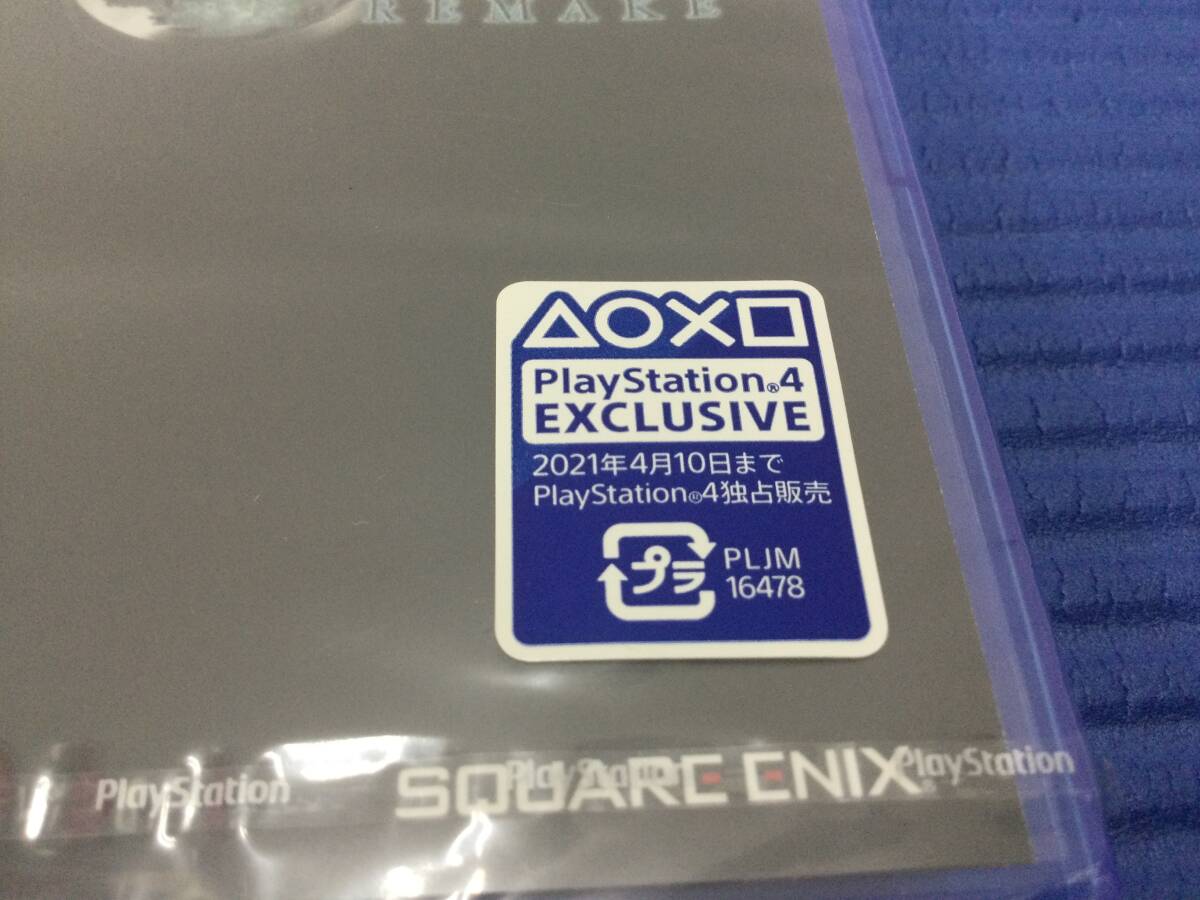 REMAKE
△○×□
PlayStation®4
EXCLUSIVE
2021年4月10日まで
PlayStation®4独占販売
プラ
PLJM
16478
PlayStation
PlayStation
PlayStation
SQUARE ENIX®